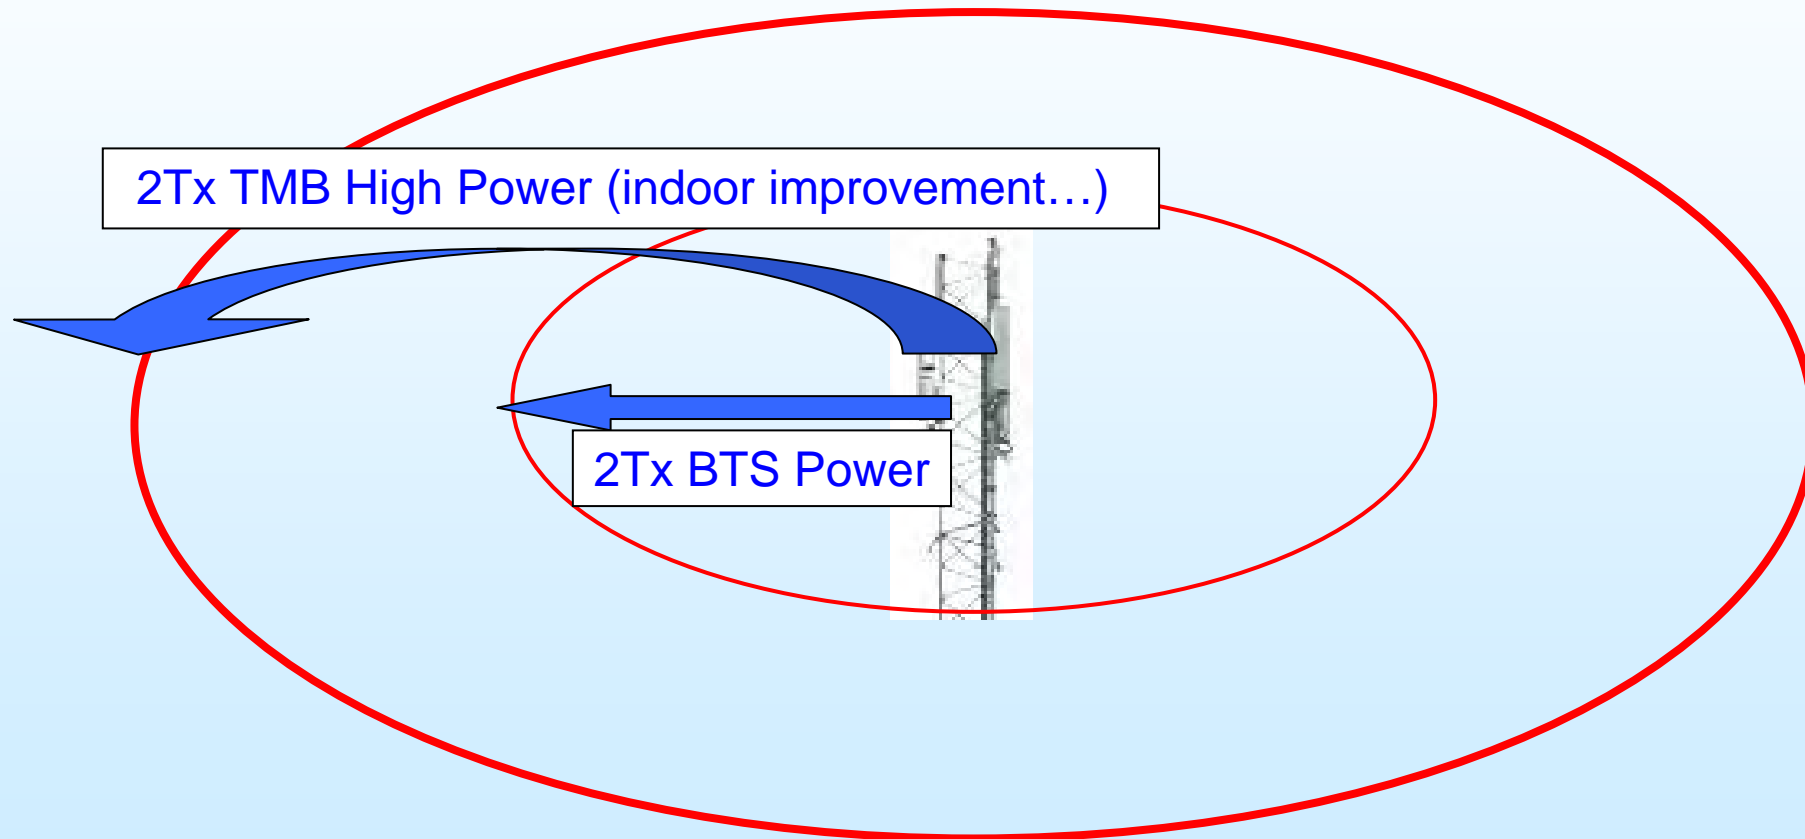 2Tx TMB High Power (indoor improvement…)
2Tx BTS Power